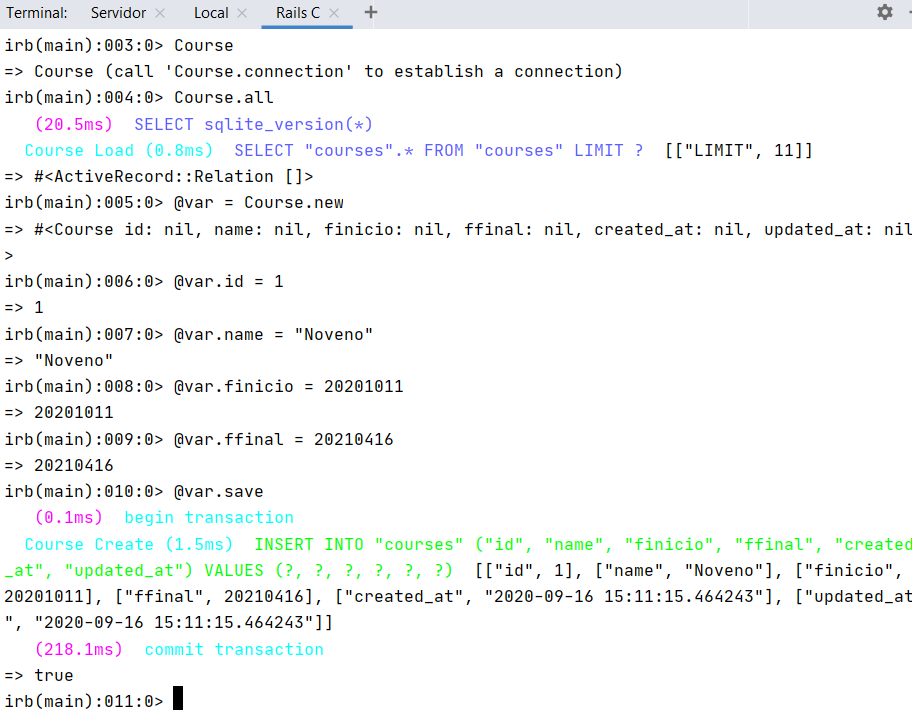 Terminal: Servidor × Local × Rails C × +
irb(main):003:0> Course
=> Course (call 'Course.connection' to establish a connection)
irb(main):004:0> Course.all
(20.5ms) SELECT sqlite_version(*)
Course Load (0.8ms) SELECT "courses".* FROM "courses" LIMIT ? [["LIMIT", 11]]
=> #<ActiveRecord::Relation []>
irb(main):005:0> @var = Course.new
=> #<Course id: nil, name: nil, finicio: nil, ffinal: nil, created_at: nil, updated_at: nil
>
irb(main):006:0> @var.id = 1
=> 1
irb(main):007:0> @var.name = "Noveno"
=> "Noveno"
irb(main):008:0> @var.finicio = 20201011
=> 20201011
irb(main):009:0> @var.ffinal = 20210416
=> 20210416
irb(main):010:0> @var.save
(0.1ms) begin transaction
Course Create (1.5ms) INSERT INTO "courses" ("id", "name", "finicio", "ffinal", "created
_at", "updated_at") VALUES (?, ?, ?, ?, ?, ?) [["id", 1], ["name", "Noveno"], ["finicio",
20201011], ["ffinal", 20210416], ["created_at", "2020-09-16 15:11:15.464243"], ["updated_at
", "2020-09-16 15:11:15.464243"]]
(218.1ms) commit transaction
=> true
irb(main):011:0>